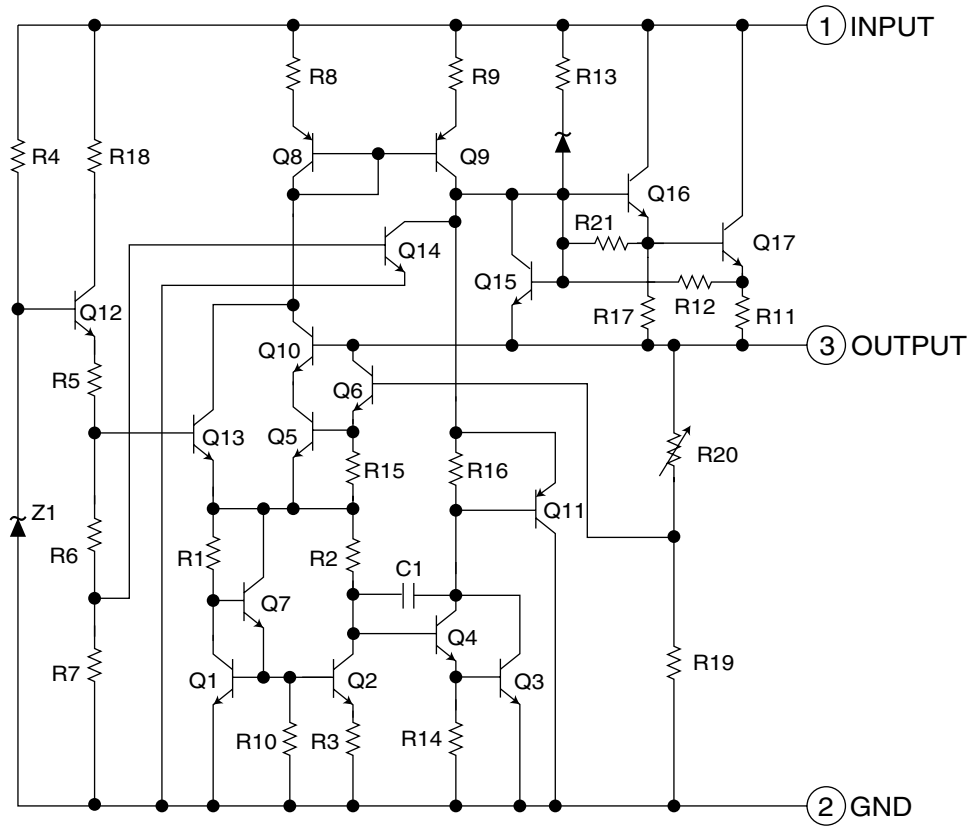 1 INPUT
R8
R9
R13
R4
R18
Q8
Q9
Q16
R21
Q14
Q17
Q15
R12
Q12
R17
R11
3 OUTPUT
Q10
R5
Q6
Q13
Q5
R20
R15
R16
Z1
Q11
R6
R1
R2
C1
Q7
Q4
R7
Q1
Q2
Q3
R19
R10
R3
R14
2 GND